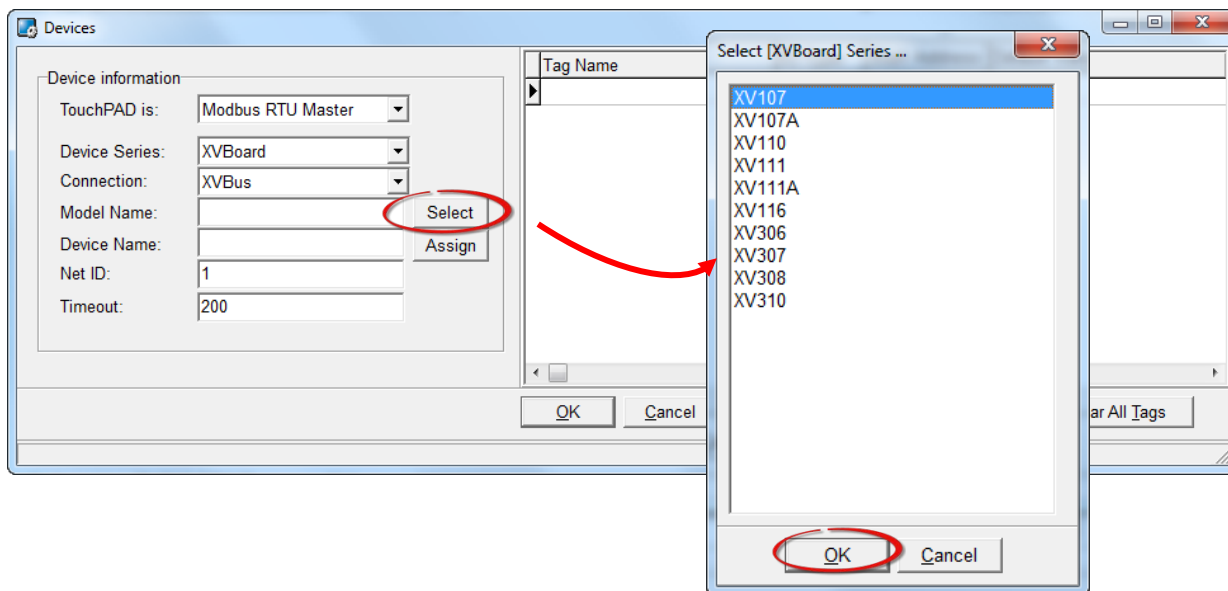 Devices
Device information
TouchPAD is: Modbus RTU Master
Device Series: XVBoard
Connection: XVBus
Model Name: Select
Device Name: Assign
Net ID: 1
Timeout: 200
Tag Name
OK Cancel
ar All Tags
Select [XVBoard] Series ...
XV107
XV107A
XV110
XV111
XV111A
XV116
XV306
XV307
XV308
XV310
OK Cancel